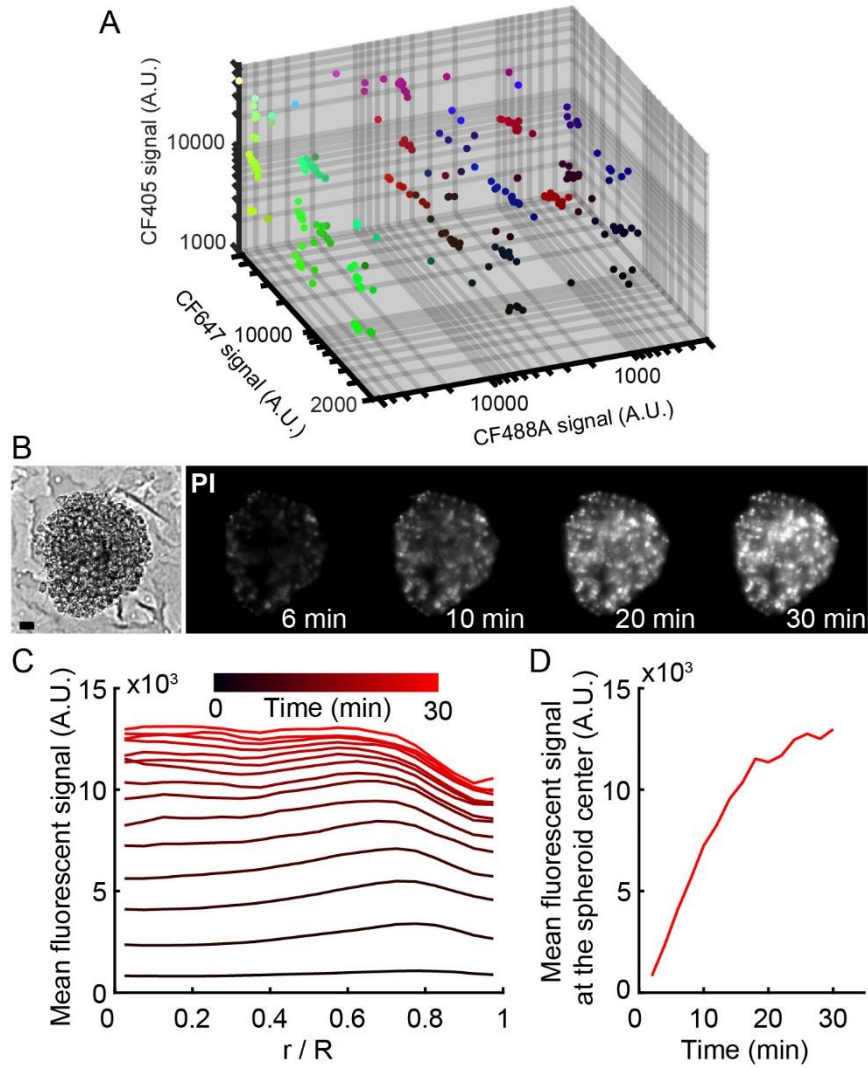 A
CF405 signal (A.U.)
10000
1000
CF647 signal (A.U.)
10000
2000
10000
1000
CF488A signal (A.U.)
B
PI
6 min
10 min
20 min
30 min
C
x10³
15
10
5
0
Mean fluorescent signal (A.U.)
0
Time (min)
30
0
0.2
0.4
0.6
0.8
1
r / R
D
x10³
15
10
5
0
Mean fluorescent signal
at the spheroid center (A.U.)
0
10
20
30
Time (min)